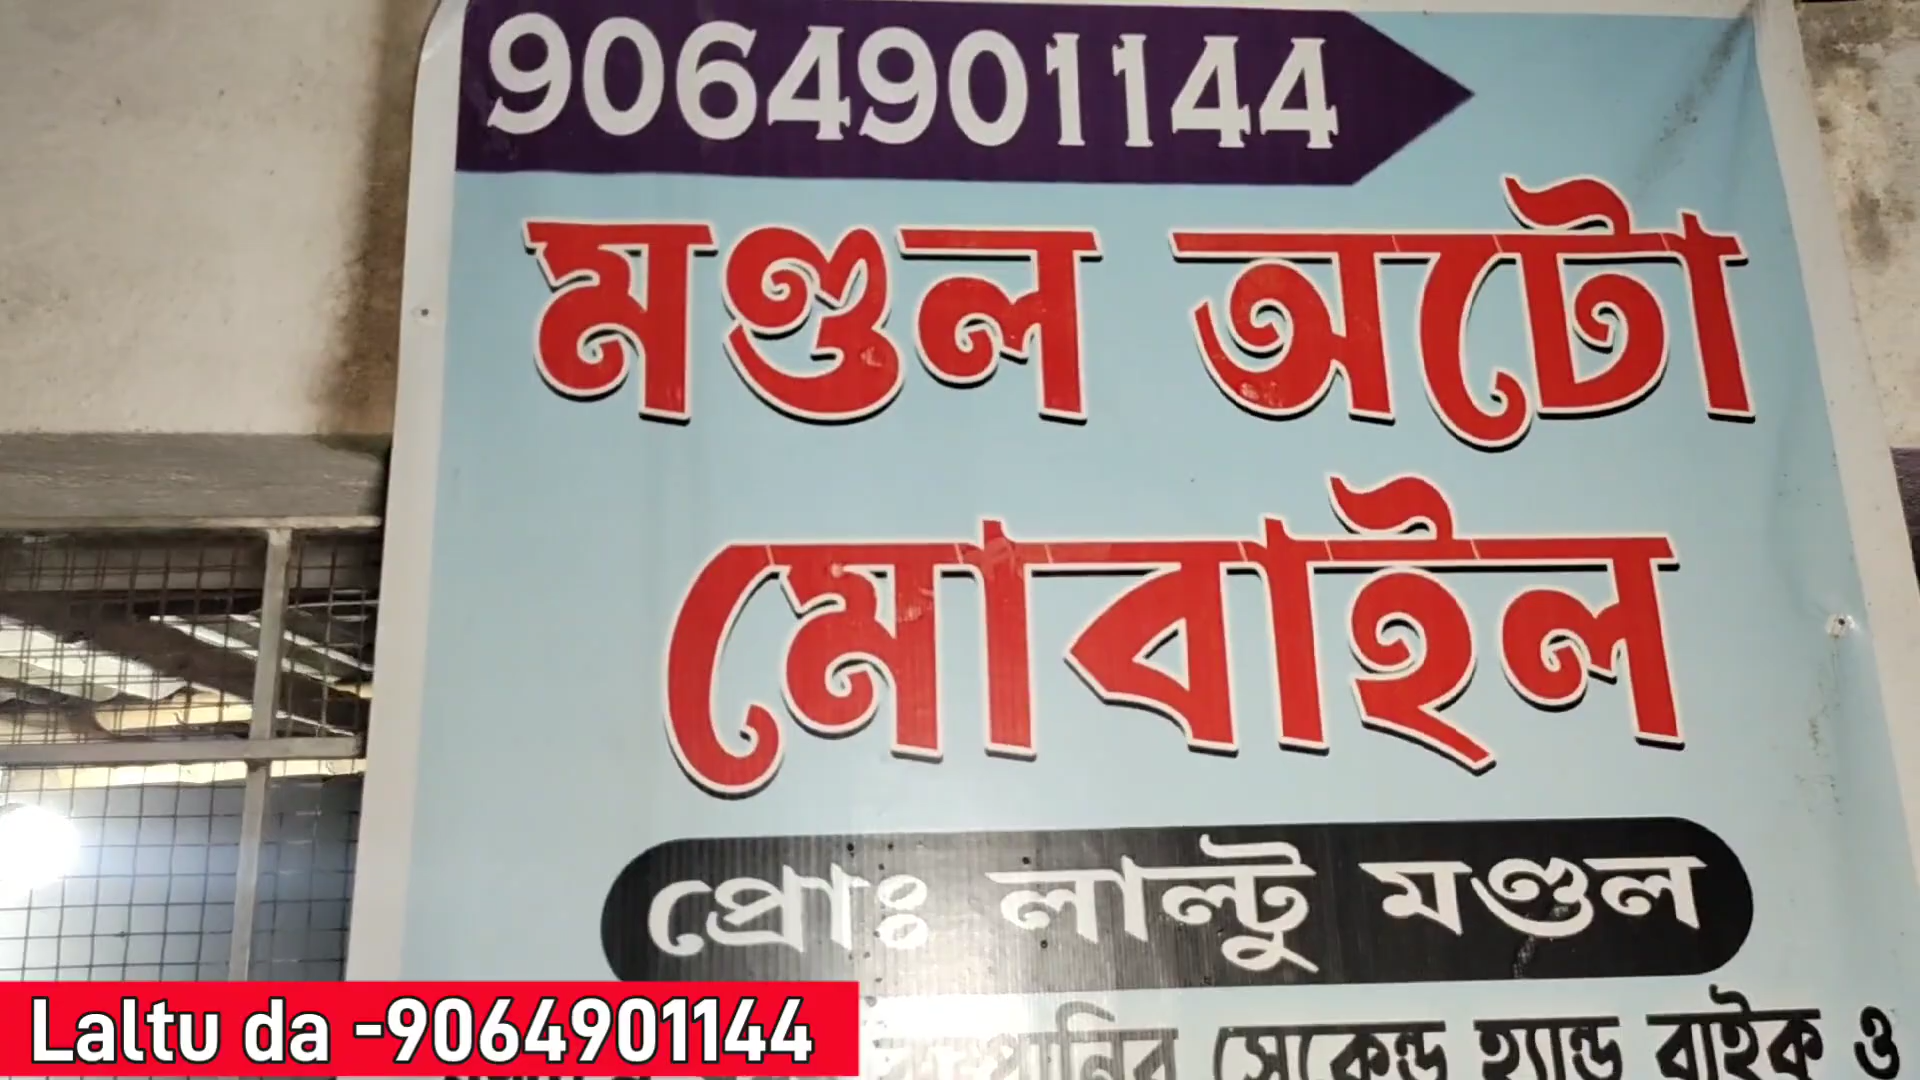 9064901144
মণ্ডল অটো
মোবাইল
প্রোঃ লাল্টু মণ্ডল
সেকেন্ড হ্যান্ড বাইক ও
Laltu da -9064901144